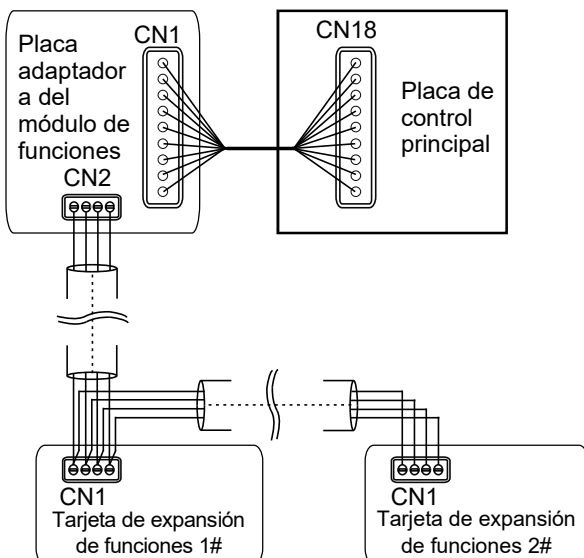 Placa
adaptador
a del
módulo de
funciones
CN1
CN2
CN18
Placa de
control
principal
CN1
Tarjeta de expansión
de funciones 1#
CN1
Tarjeta de expansión
de funciones 2#